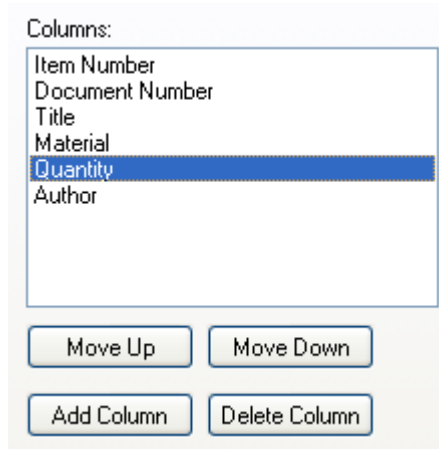 Columns:
Item Number
Document Number
Title
Material
Quantity
Author
Move Up
Move Down
Add Column
Delete Column